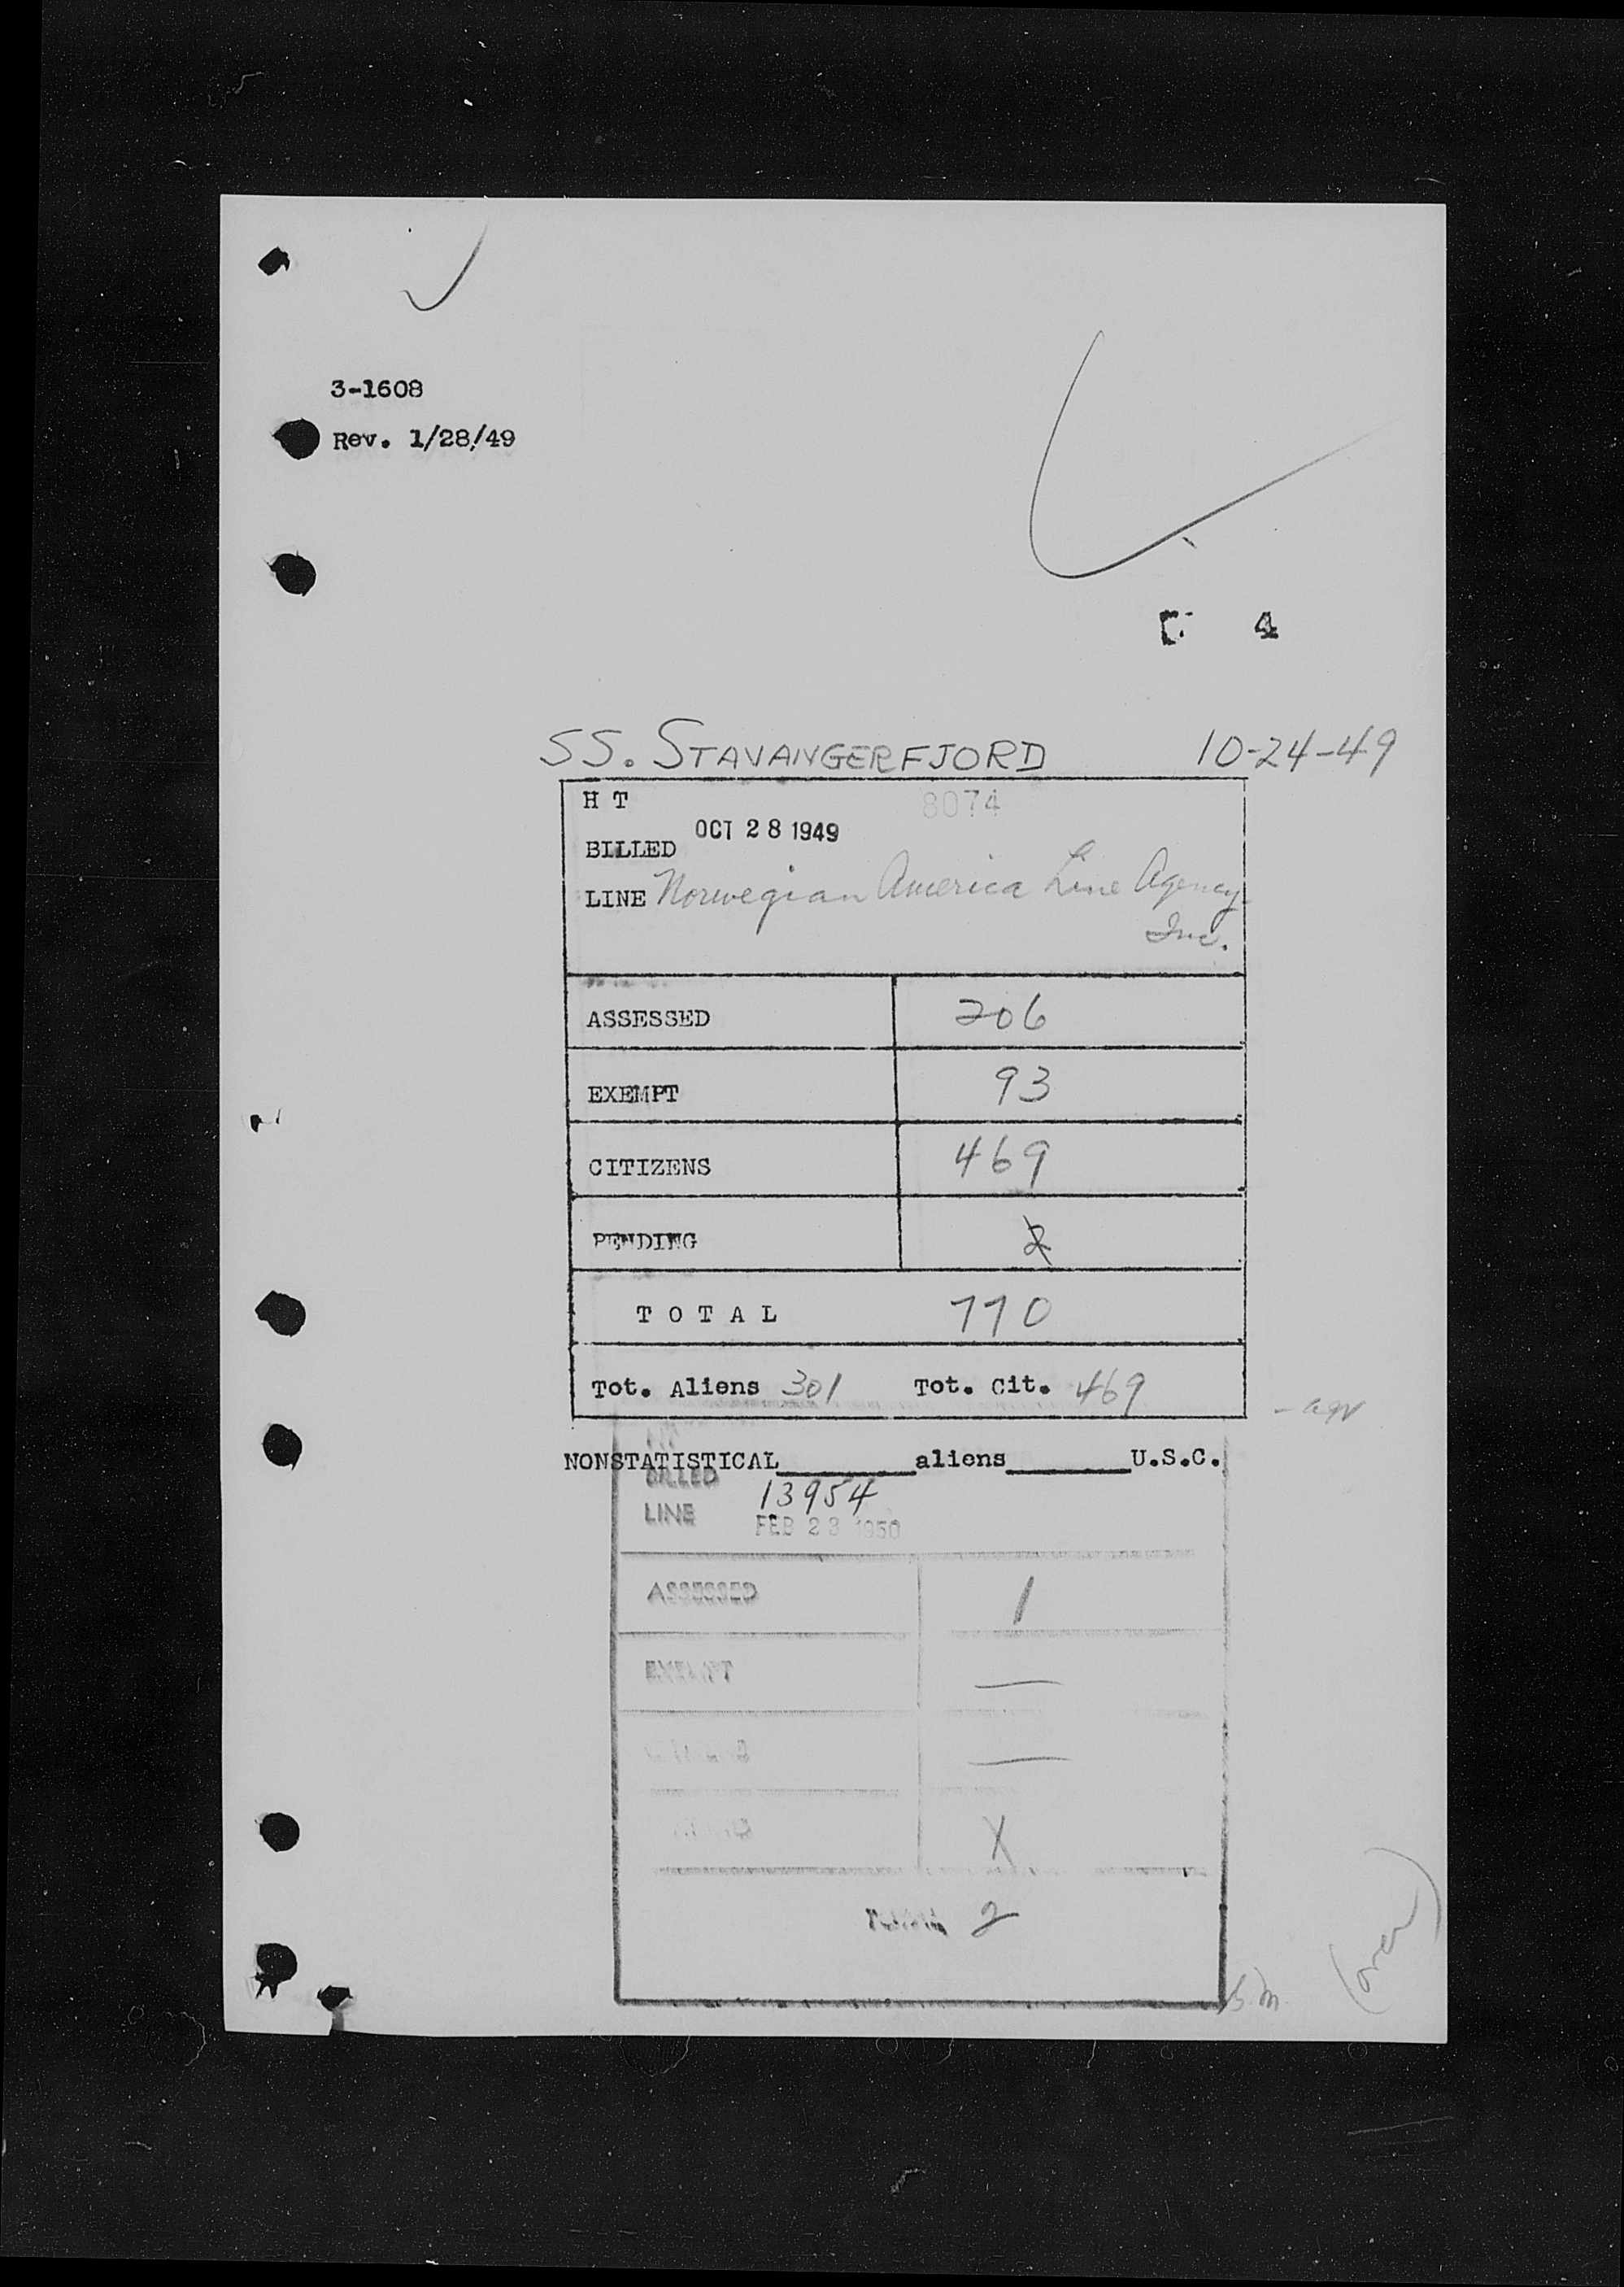 3-1608
Rev. 1/28/49
4
SS. STAVANGERFJORD 10-24-49
H T 8074
BILLED OCT 28 1949
LINE Norwegian America Line Agency
Inc.
ASSESSED 206
EXEMPT 93
CITIZENS 469
PENDING 2
TOTAL 770
Tot. Aliens 301 Tot. Cit. 469
NONSTATISTICAL________aliens________U.S.C.
BILLED 13954
LINE FEB 23 1950
ASSESSED 1
EXEMPT —
—
X
2
(over)